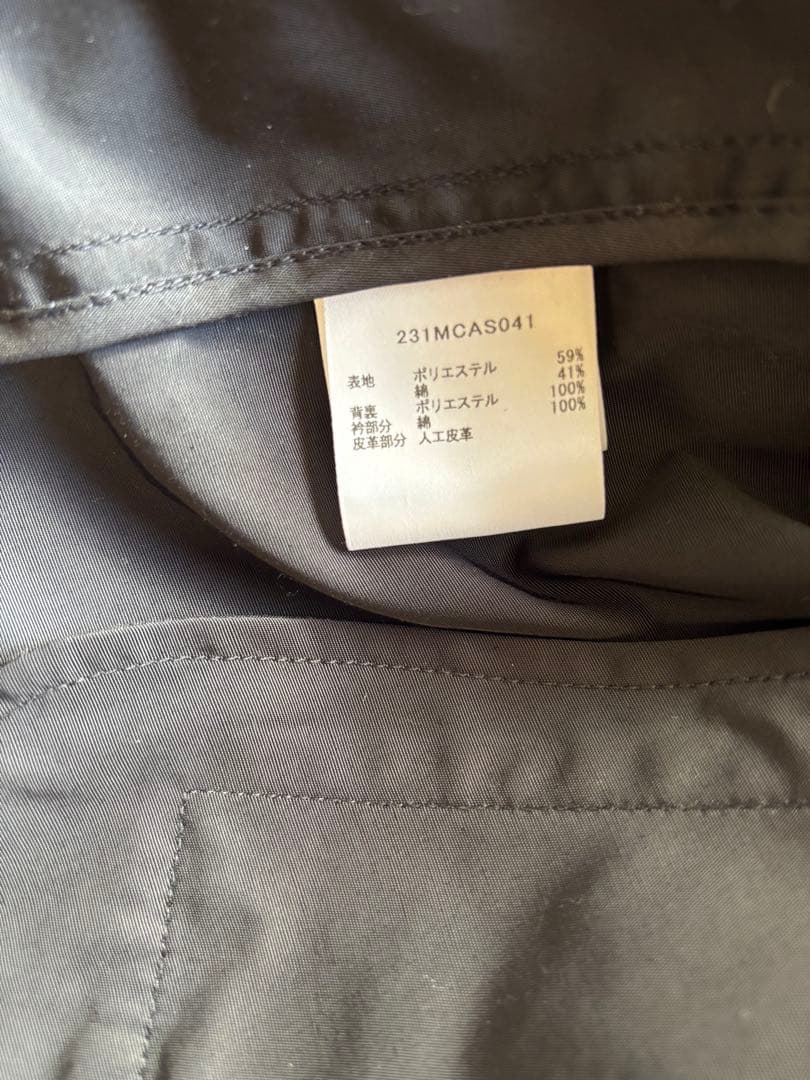 231MCAS041
表地 ポリエステル 59%
綿 41%
背裏 ポリエステル 100%
衿部分 綿 100%
皮革部分 人工皮革